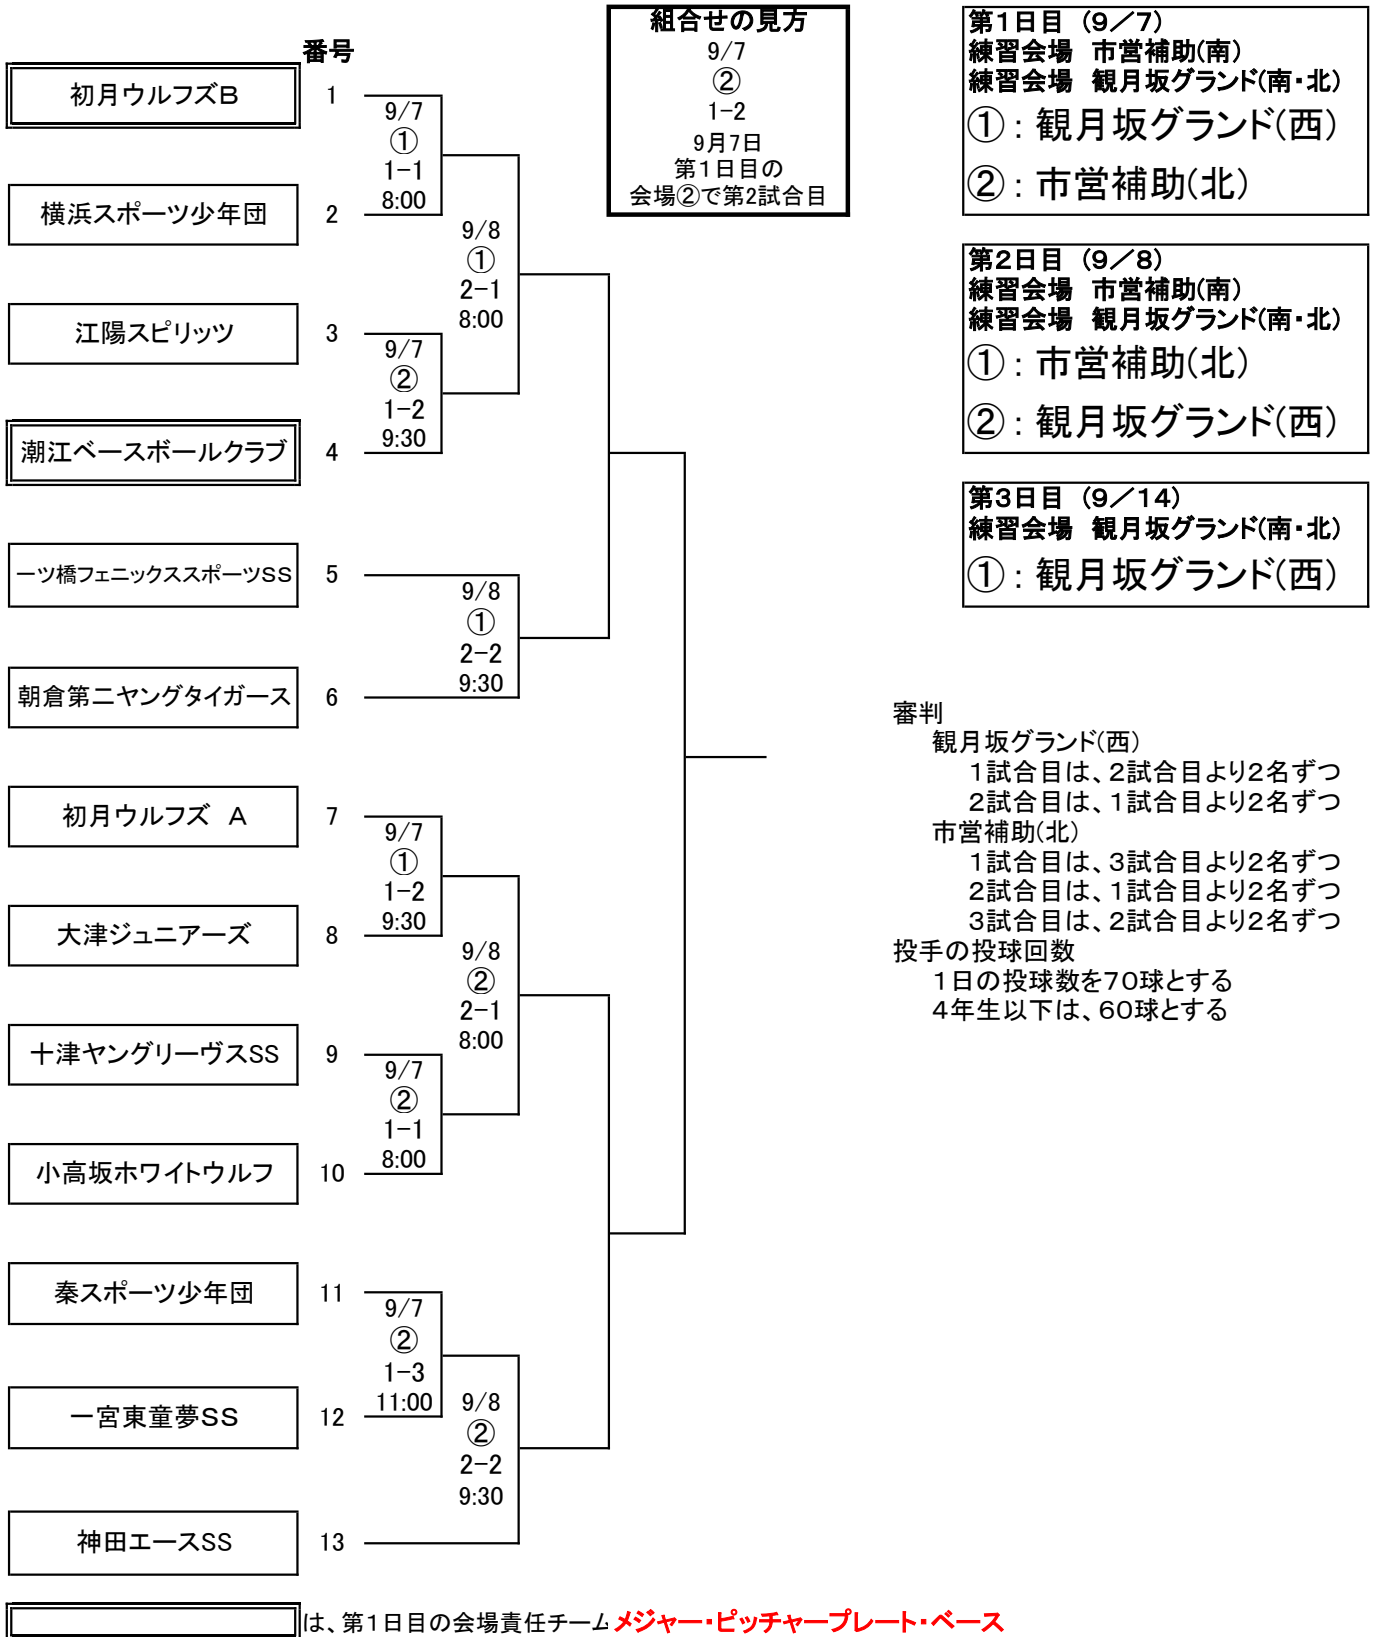 組合せの見方
9/7
②
1-2
9月7日
第1日目の
会場②で第2試合目
第1日目 (9/7)
練習会場 市営補助(南)
練習会場 観月坂グランド(南・北)
①:観月坂グランド(西)
②:市営補助(北)
第2日目 (9/8)
練習会場 市営補助(南)
練習会場 観月坂グランド(南・北)
①:市営補助(北)
②:観月坂グランド(西)
第3日目 (9/14)
練習会場 観月坂グランド(南・北)
①:観月坂グランド(西)
番号
初月ウルフズB 1
9/7
①
1-1
8:00
横浜スポーツ少年団 2
9/8
①
2-1
8:00
江陽スピリッツ 3
9/7
②
1-2
9:30
潮江ベースボールクラブ 4
一ツ橋フェニックススポーツSS 5
9/8
①
2-2
9:30
朝倉第二ヤングタイガース 6
初月ウルフズ A 7
9/7
①
1-2
9:30
大津ジュニアーズ 8
9/8
②
2-1
8:00
十津ヤングリーヴスSS 9
9/7
②
1-1
8:00
小高坂ホワイトウルフ 10
秦スポーツ少年団 11
9/7
②
1-3
11:00
一宮東童夢SS 12
9/8
②
2-2
9:30
神田エースSS 13
審判
観月坂グランド(西)
1試合目は、2試合目より2名ずつ
2試合目は、1試合目より2名ずつ
市営補助(北)
1試合目は、3試合目より2名ずつ
2試合目は、1試合目より2名ずつ
3試合目は、2試合目より2名ずつ
投手の投球回数
1日の投球数を70球とする
4年生以下は、60球とする
は、第1日目の会場責任チーム メジャー・ピッチャープレート・ベース